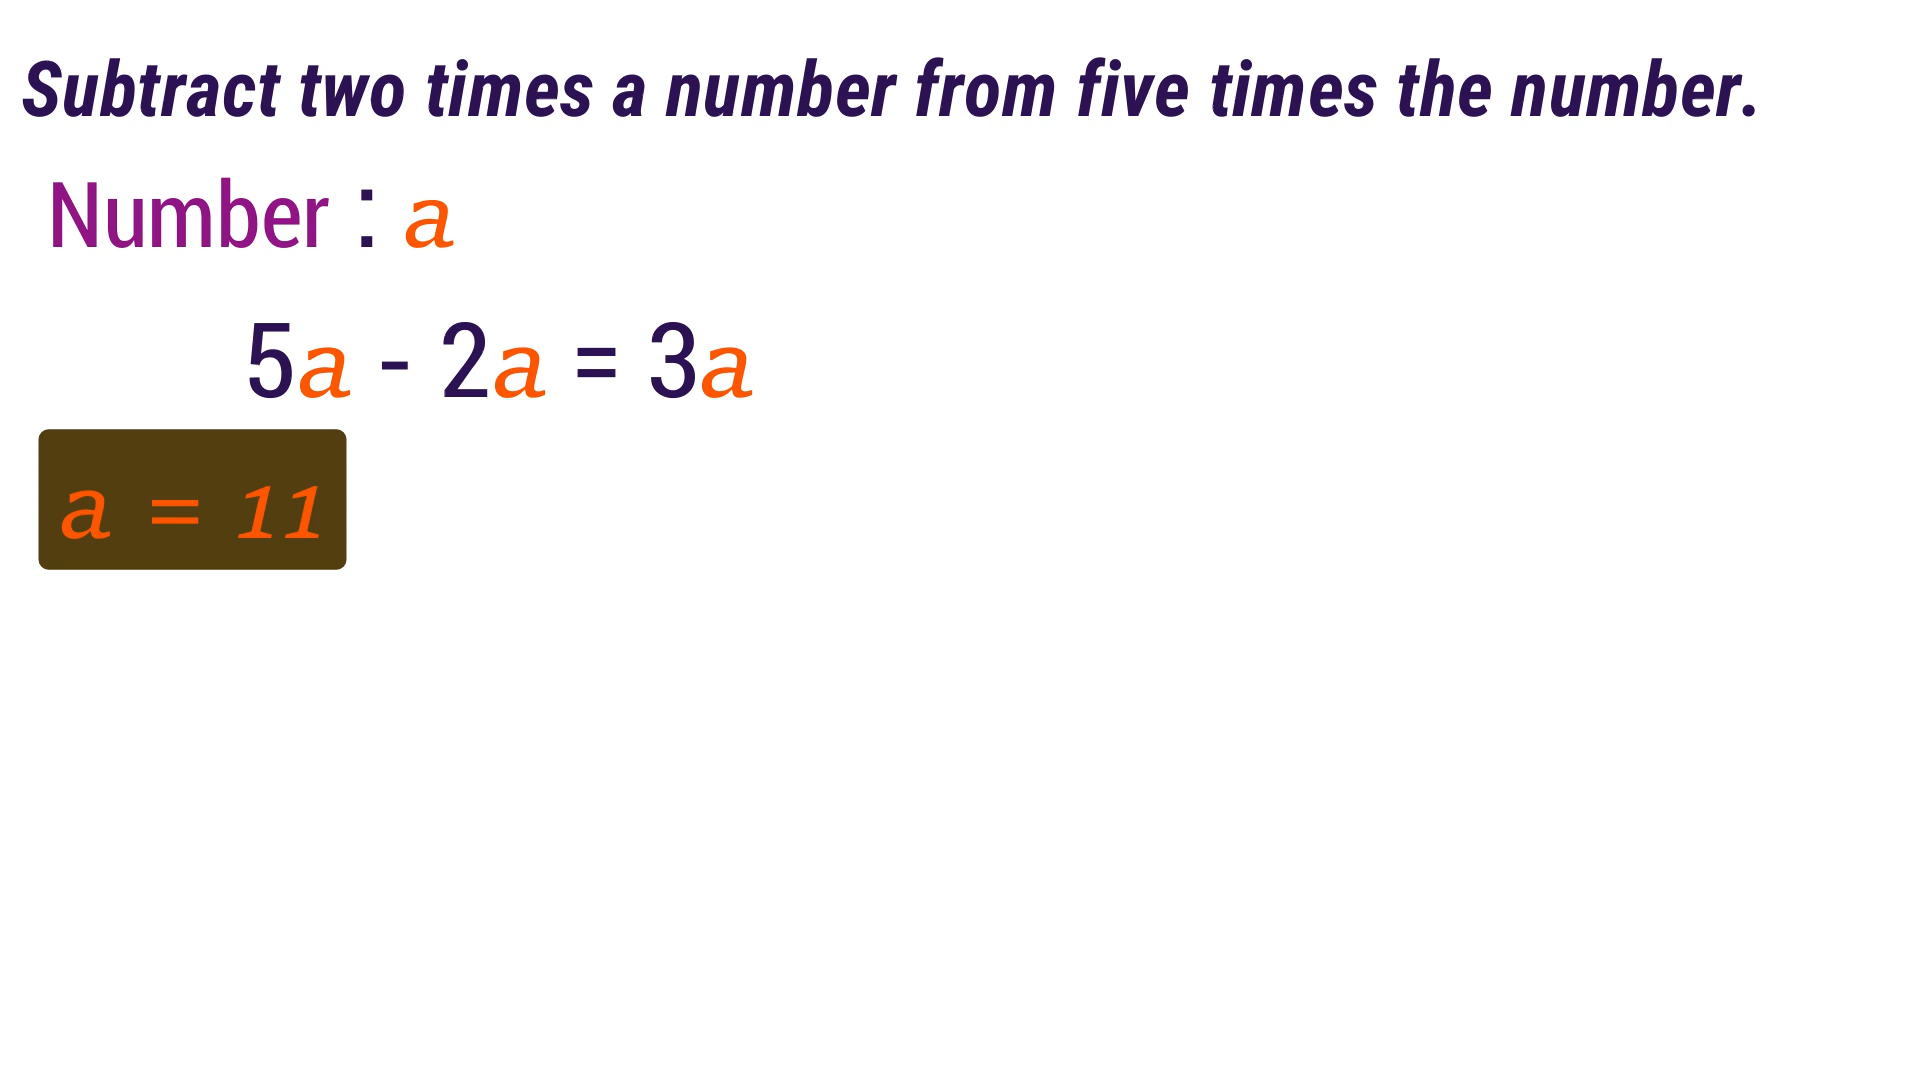 Subtract two times a number from five times the number.
Number : a
5a - 2a = 3a
a = 11